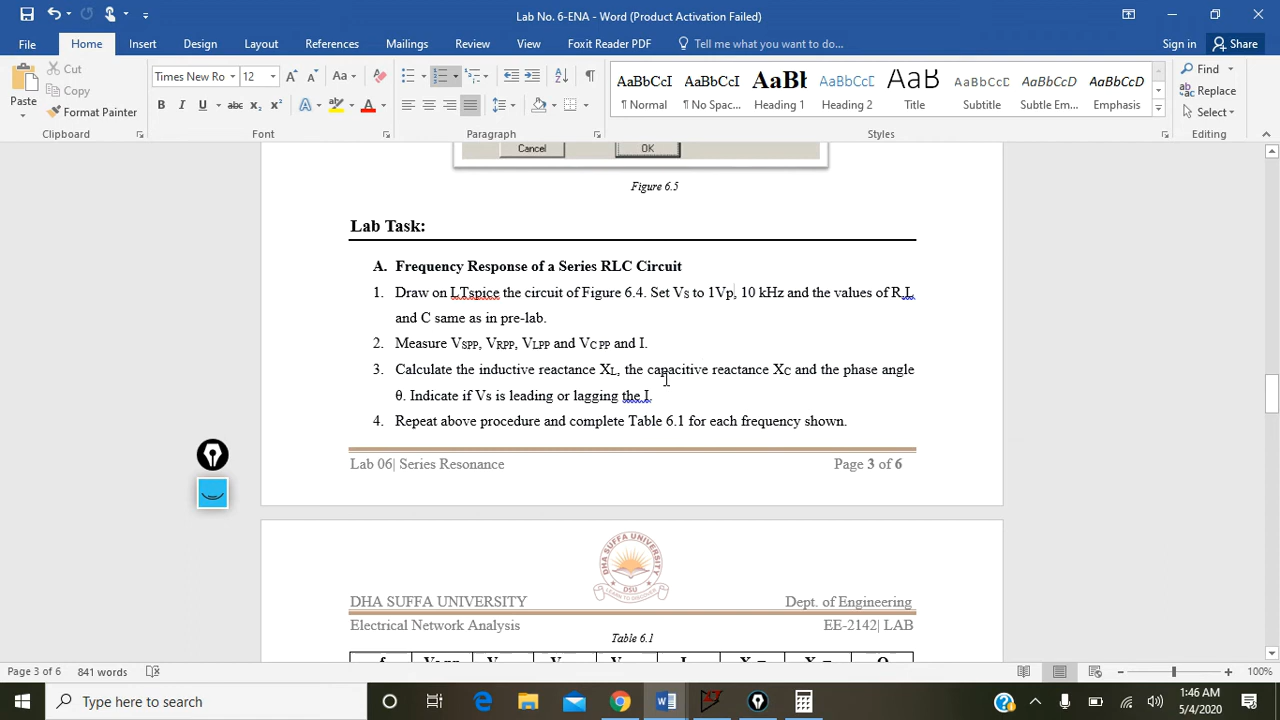 Lab No. 6-ENA - Word (Product Activation Failed)
File Home Insert Design Layout References Mailings Review View Foxit Reader PDF Tell me what you want to do... Sign in Share
Paste Cut Copy Format Painter
Times New Ro 12 Aa
B I U abc x₂ x² A A
AaBbCcI AaBbCcI AaBb AaBbCcI AaB AaBbCcD AaBbCcD AaBbCcI
¶ Normal ¶ No Spac... Heading Heading 2 Title Subtitle Subtle Em... Emphasis
Find Replace Select
Clipboard Font Paragraph Styles Editing
Cancel OK
Figure 6.5
Lab Task:
A. Frequency Response of a Series RLC Circuit
1. Draw on LTspice the circuit of Figure 6.4. Set VS to 1Vp, 10 kHz and the values of R,L
and C same as in pre-lab.
2. Measure VSPP, VRPP, VLPP and VC PP and I.
3. Calculate the inductive reactance XL, the capacitive reactance XC and the phase angle
θ. Indicate if Vs is leading or lagging the I.
4. Repeat above procedure and complete Table 6.1 for each frequency shown.
Lab 06| Series Resonance Page 3 of 6
DSU
DHA SUFFA UNIVERSITY Dept. of Engineering
Electrical Network Analysis EE-2142| LAB
Table 6.1
Page 3 of 6 841 words 100%
Type here to search
1:46 AM
5/4/2020